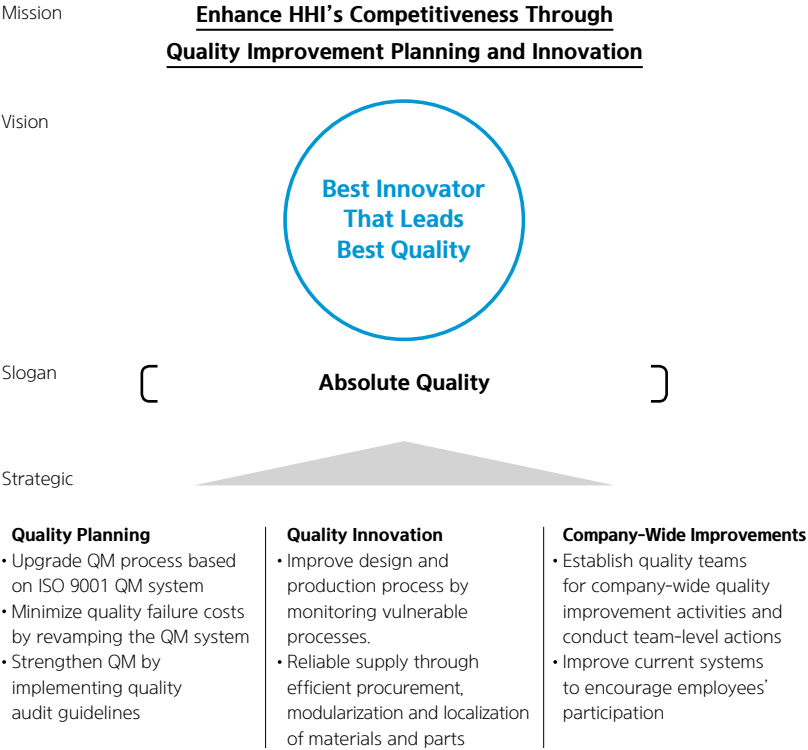 Mission
Enhance HHI's Competitiveness Through
Quality Improvement Planning and Innovation
Vision
Best Innovator
That Leads
Best Quality
Slogan
Absolute Quality
Strategic
Quality Planning
• Upgrade QM process based
on ISO 9001 QM system
• Minimize quality failure costs
by revamping the QM system
• Strengthen QM by
implementing quality
audit guidelines
Quality Innovation
• Improve design and
production process by
monitoring vulnerable
processes.
• Reliable supply through
efficient procurement,
modularization and localization
of materials and parts
Company-Wide Improvements
• Establish quality teams
for company-wide quality
improvement activities and
conduct team-level actions
• Improve current systems
to encourage employees'
participation